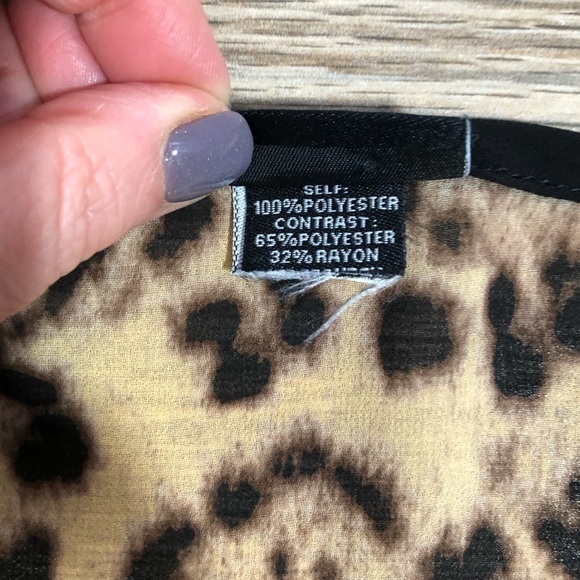 SELF:
100%POLYESTER
CONTRAST:
65%POLYESTER
32%RAYON